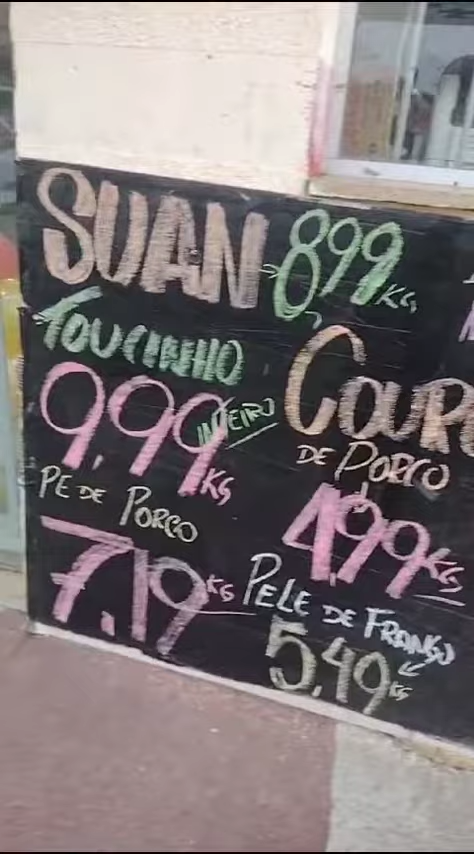 SUAN 8,99 KG
TOUCINHO
INTEIRO
9,99 KG
PE DE PORCO
7,19 KG
COURO
DE PORCO
4,99 KG
PELE DE FRANGO
5,49 KG